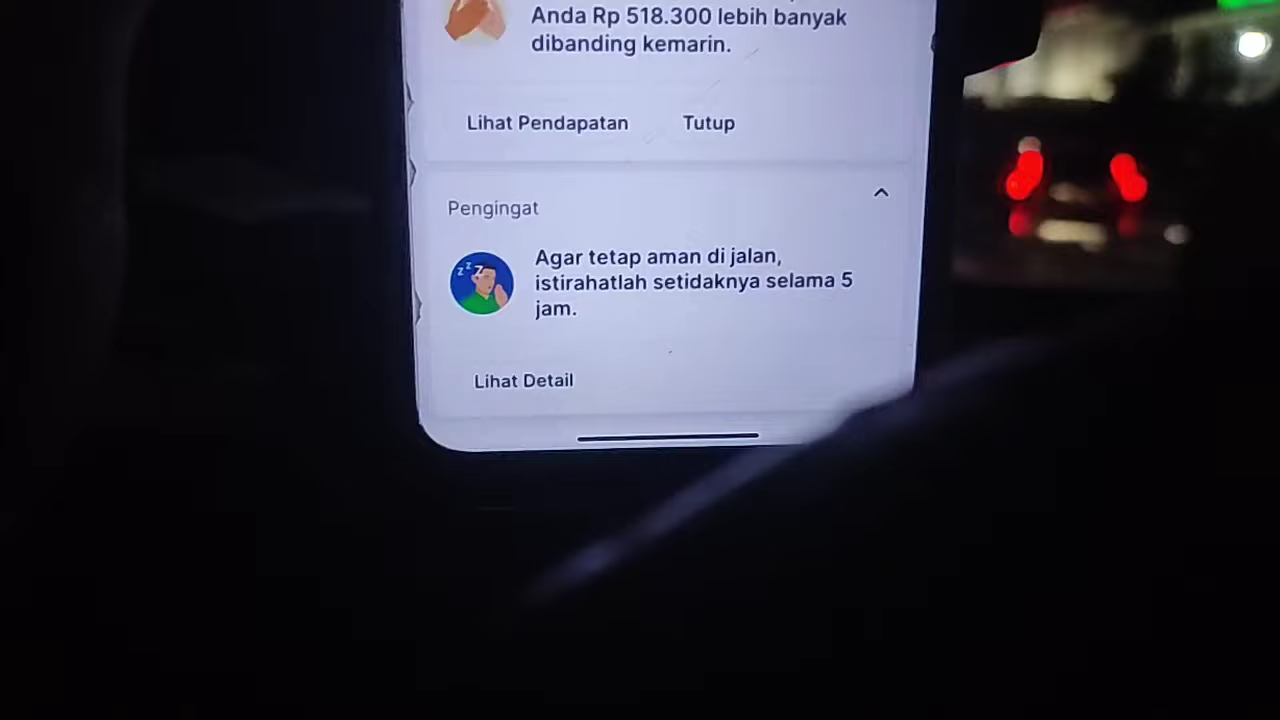 Anda Rp 518.300 lebih banyak
dibanding kemarin.
Lihat Pendapatan
Tutup
Pengingat
z z Z
Agar tetap aman di jalan,
istirahatlah setidaknya selama 5
jam.
Lihat Detail